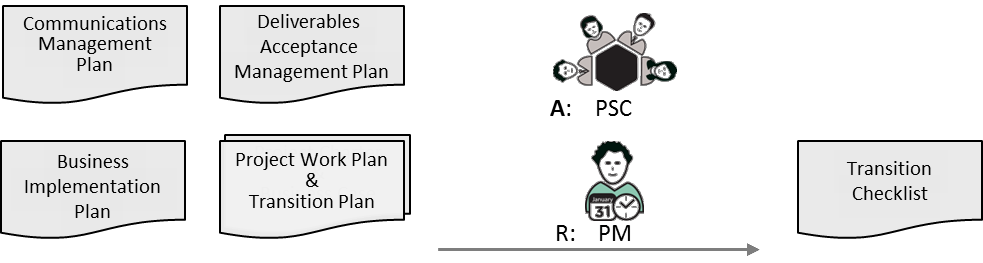 Communications
Management
Plan
Deliverables
Acceptance
Management Plan
A: PSC
Business
Implementation
Plan
Project Work Plan
&
Transition Plan
January
31
R: PM
Transition
Checklist